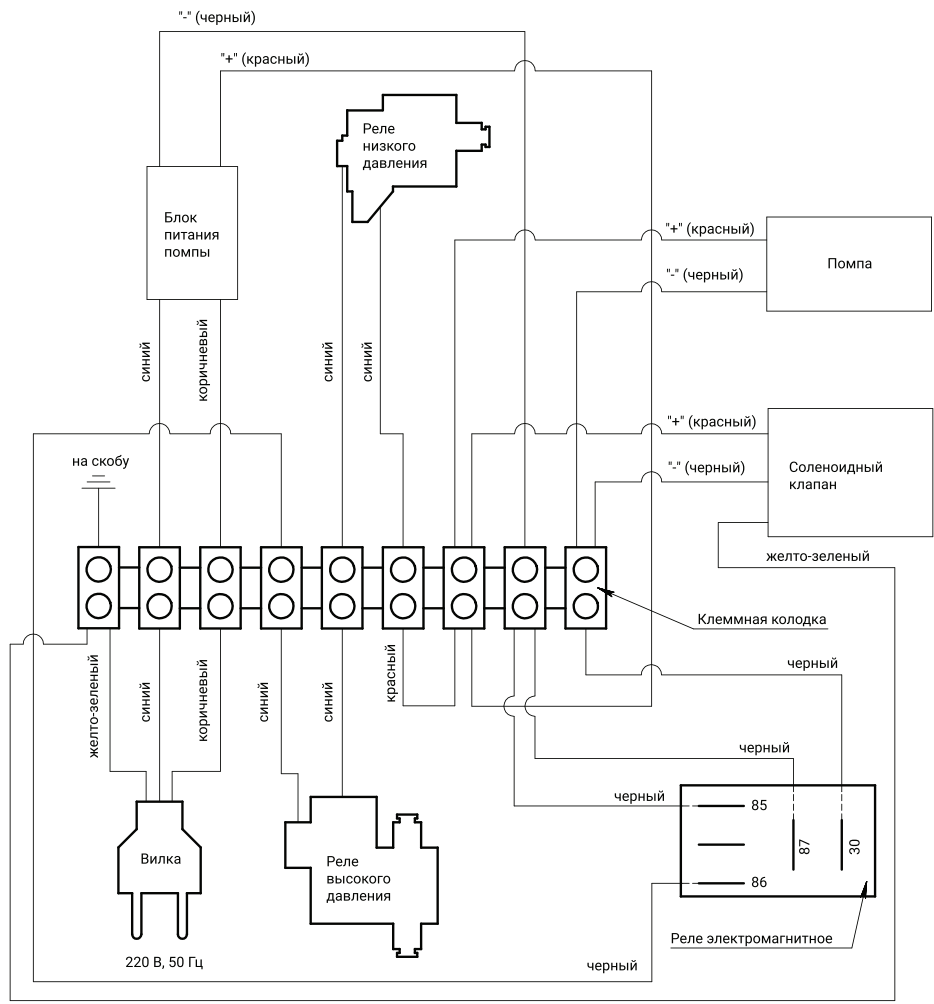 "-" (черный)
"+" (красный)
Реле
низкого
давления
Блок
питания
помпы
"+" (красный)
Помпа
"-" (черный)
синий
коричневый
синий
синий
"+" (красный)
на скобу
"-" (черный)
Соленоидный
клапан
желто-зеленый
Клеммная колодка
желто-зеленый
синий
коричневый
синий
синий
красный
черный
черный
черный
85
87
30
86
Вилка
Реле
высокого
давления
Реле электромагнитное
220 В, 50 Гц
черный